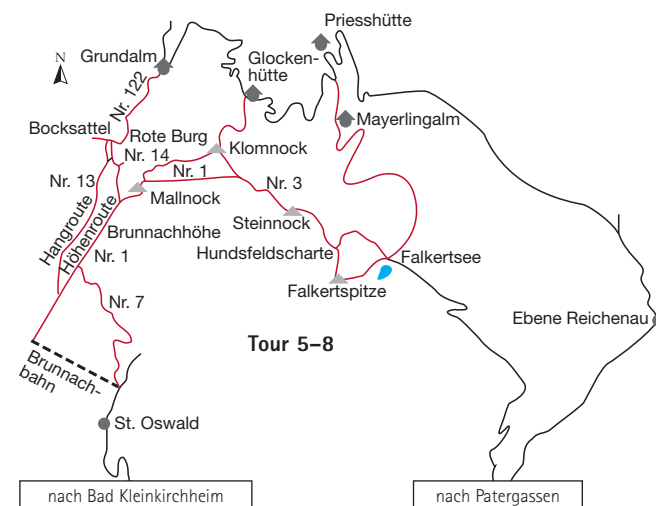 Priesshütte
N
Grundalm
Glocken-
hütte
Nr. 122
Mayerlingalm
Bocksattel
Rote Burg
Klomnock
Nr. 14
Nr. 1
Nr. 13
Nr. 3
Mallnock
Hangroute
Höhenroute
Steinnock
Brunnachhöhe
Hundsfeldscharte
Falkertsee
Nr. 1
Falkertspitze
Nr. 7
Ebene Reichenau
Tour 5–8
Brunnach-
bahn
St. Oswald
nach Bad Kleinkirchheim
nach Patergassen